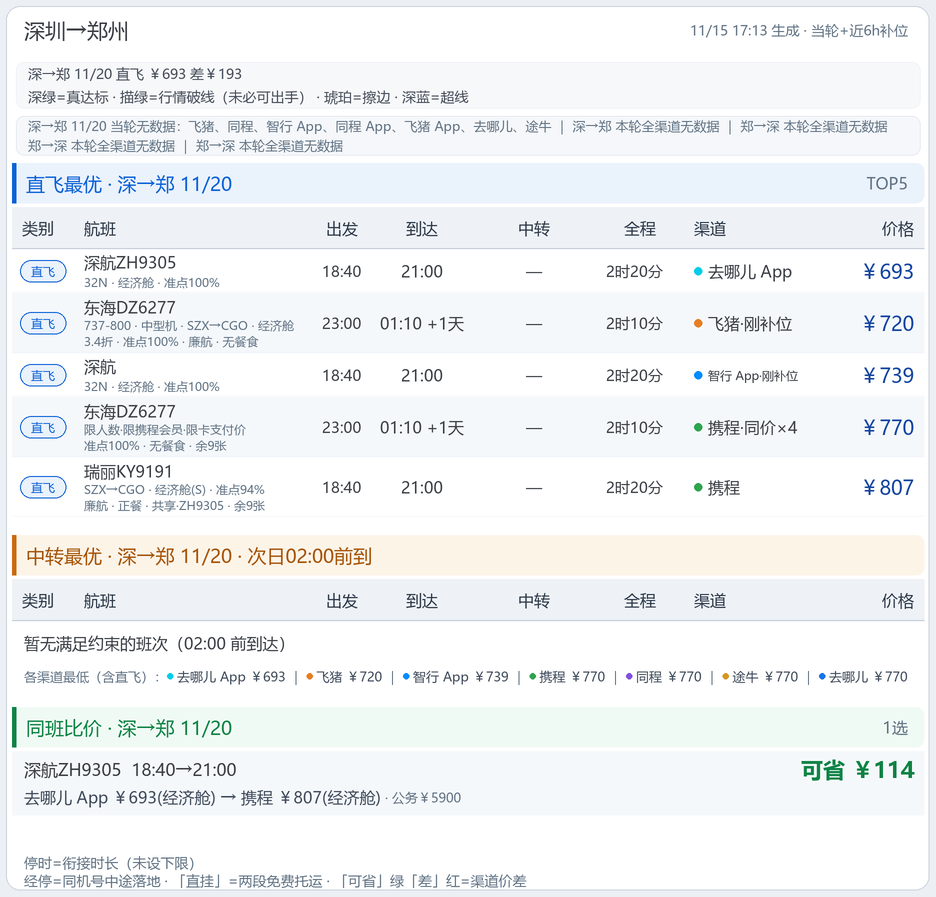 深圳→郑州
11/15 17:13 生成 · 当轮+近6h补位
深→郑 11/20 直飞 ¥693 差¥193
深绿=真达标 · 描绿=行情破线（未必可出手） · 琥珀=擦边 · 深蓝=超线
深→郑 11/20 当轮无数据：飞猪、同程、智行 App、同程 App、飞猪 App、去哪儿、途牛 | 深→郑 本轮全渠道无数据 | 郑→深 本轮全渠道无数据
郑→深 本轮全渠道无数据 | 郑→深 本轮全渠道无数据
直飞最优 · 深→郑 11/20 TOP5
类别 航班 出发 到达 中转 全程 渠道 价格
直飞 深航ZH9305 18:40 21:00 — 2时20分 去哪儿 App ¥693
32N · 经济舱 · 准点100%
直飞 东海DZ6277 23:00 01:10 +1天 — 2时10分 飞猪·刚补位 ¥720
737-800 · 中型机 · SZX→CGO · 经济舱
3.4折 · 准点100% · 廉航 · 无餐食
直飞 深航 18:40 21:00 — 2时20分 智行 App·刚补位 ¥739
32N · 经济舱 · 准点100%
直飞 东海DZ6277 23:00 01:10 +1天 — 2时10分 携程·同价×4 ¥770
限人数·限携程会员·限卡支付价
准点100% · 无餐食 · 余9张
直飞 瑞丽KY9191 18:40 21:00 — 2时20分 携程 ¥807
SZX→CGO · 经济舱(S) · 准点94%
廉航 · 正餐 · 共享·ZH9305 · 余9张
中转最优 · 深→郑 11/20 · 次日02:00前到
类别 航班 出发 到达 中转 全程 渠道 价格
暂无满足约束的班次（02:00 前到达）
各渠道最低（含直飞）： 去哪儿 App ¥693 | 飞猪 ¥720 | 智行 App ¥739 | 携程 ¥770 | 同程 ¥770 | 途牛 ¥770 | 去哪儿 ¥770
同班比价 · 深→郑 11/20 1选
深航ZH9305 18:40→21:00 可省 ¥114
去哪儿 App ¥693(经济舱) → 携程 ¥807(经济舱) · 公务¥5900
停时=衔接时长（未设下限）
经停=同机号中途落地 · 「直挂」=两段免费托运 · 「可省」绿「差」红=渠道价差